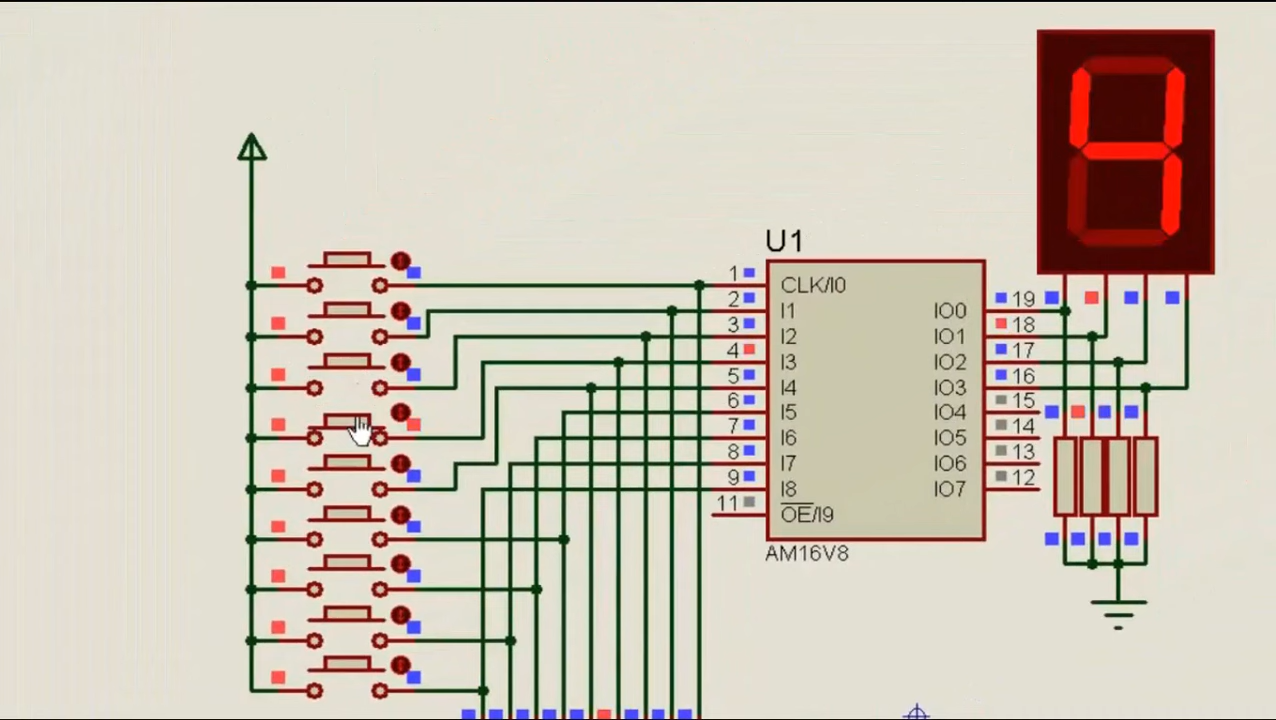 4
U1
1 CLK/I0
2 I1 IO0 19
3 I2 IO1 18
4 I3 IO2 17
5 I4 IO3 16
6 I5 IO4 15
7 I6 IO5 14
8 I7 IO6 13
9 I8 IO7 12
11 OE/I9
AM16V8